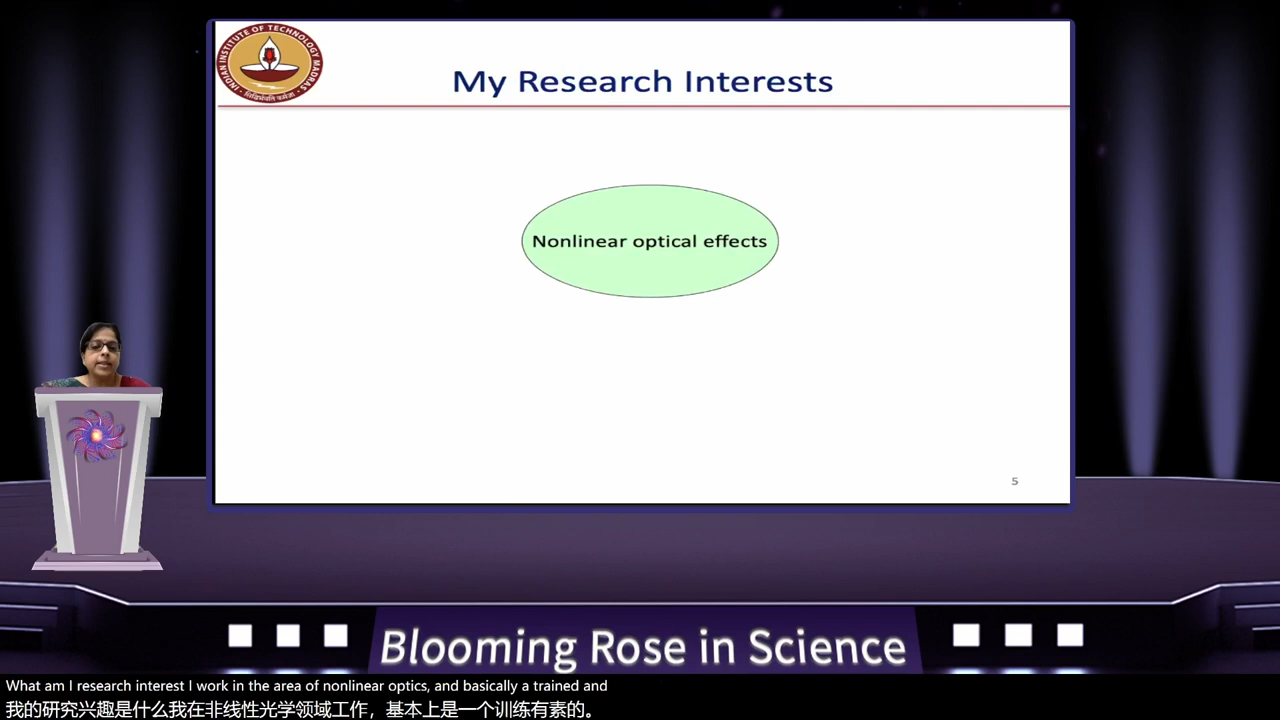 INDIAN INSTITUTE OF TECHNOLOGY MADRAS
सिद्धिर्भवति कर्मजा
My Research Interests
Nonlinear optical effects
5
Blooming Rose in Science
What am I research interest I work in the area of nonlinear optics, and basically a trained and
我的研究兴趣是什么我在非线性光学领域工作，基本上是一个训练有素的。